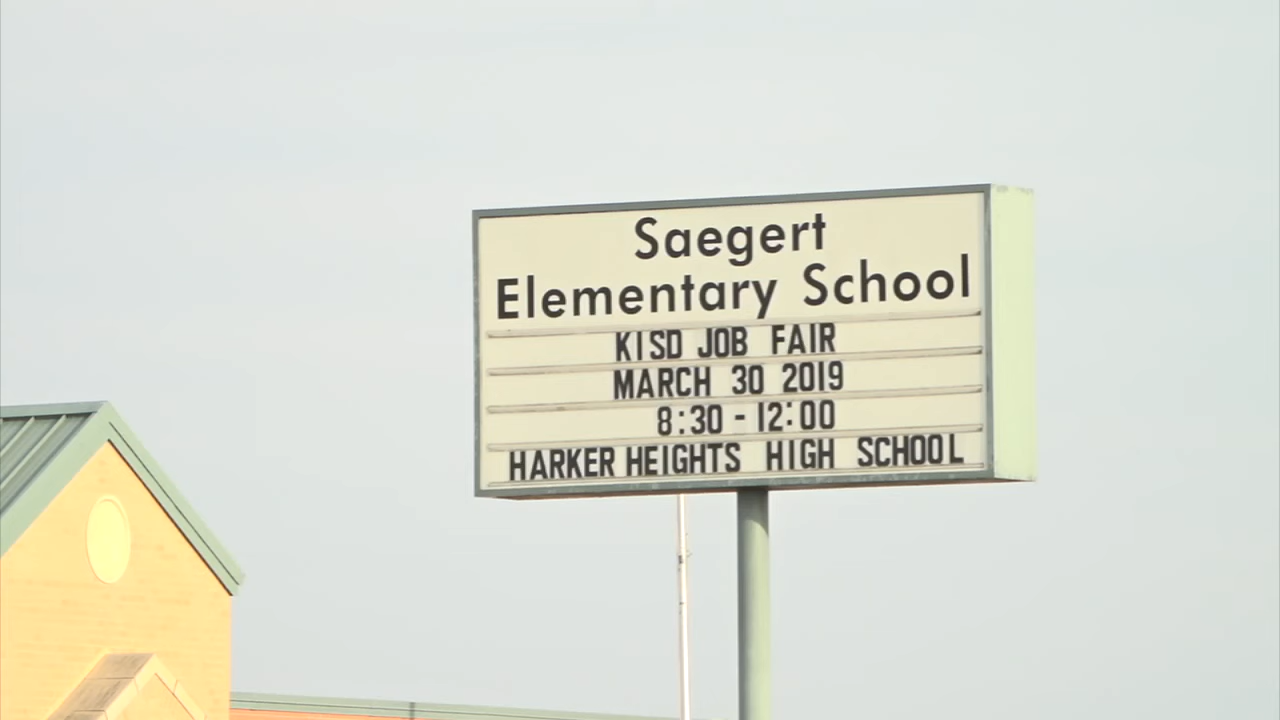 Saegert
Elementary School
KISD JOB FAIR
MARCH 30 2019
8:30 - 12:00
HARKER HEIGHTS HIGH SCHOOL